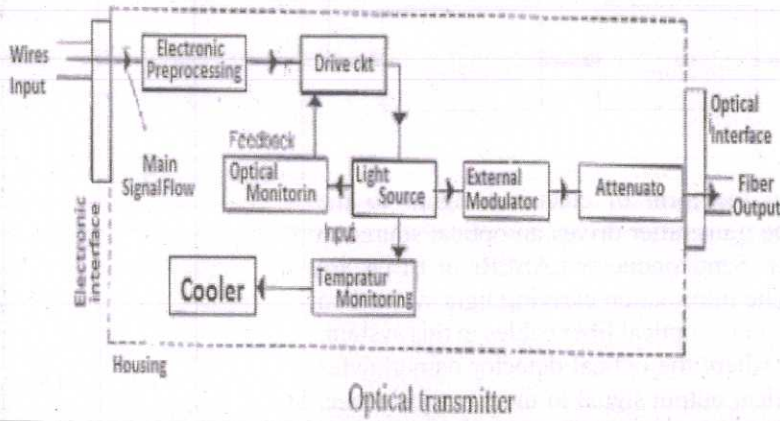 Wires
Input
Electronic
Preprocessing
Drive ckt
Optical
Interface
Feedback
Main
Signal Flow
Optical
Monitorin
Light
Source
External
Modulator
Attenuato
Fiber
Output
Input
Electronic
interface
Cooler
Tempratur
Monitoring
Housing
Optical transmitter